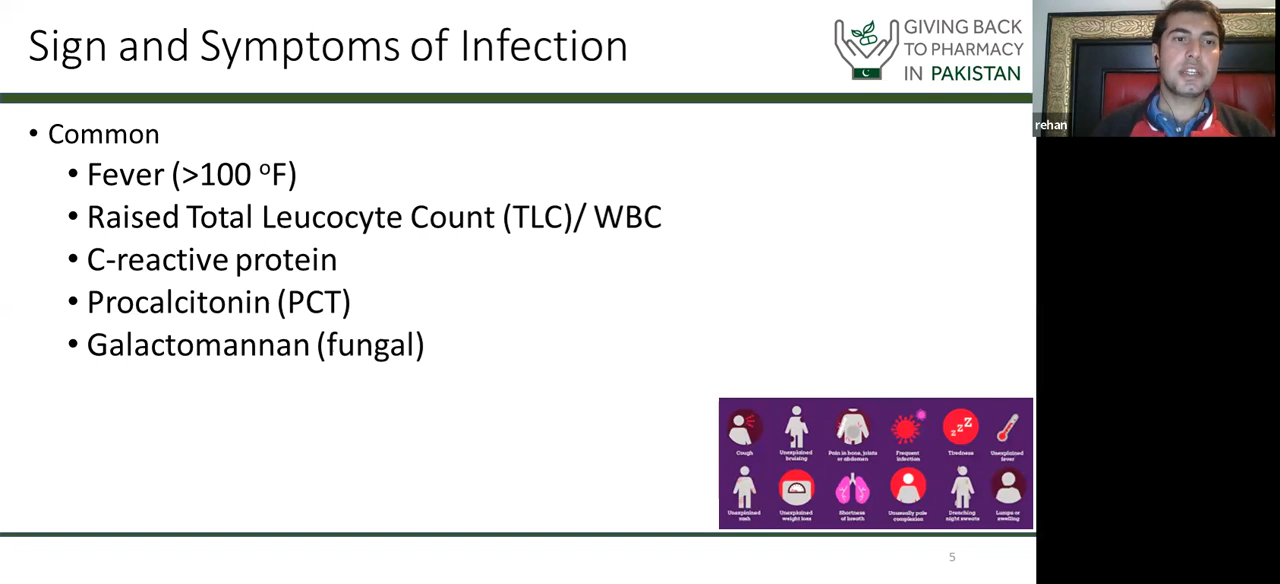 Sign and Symptoms of Infection
GIVING BACK
TO PHARMACY
IN PAKISTAN
rehan
• Common
• Fever (>100 ᵒF)
• Raised Total Leucocyte Count (TLC)/ WBC
• C-reactive protein
• Procalcitonin (PCT)
• Galactomannan (fungal)
zzZ
Cough
Unexplained
bruising
Pain in bone, joints
or abdomen
Frequent
infection
Tiredness
Unexplained
fever
Unexplained
rash
Unexplained
weight loss
Shortness
of breath
Unusually pale
complexion
Drenching
night sweats
Lumps or
swelling
5